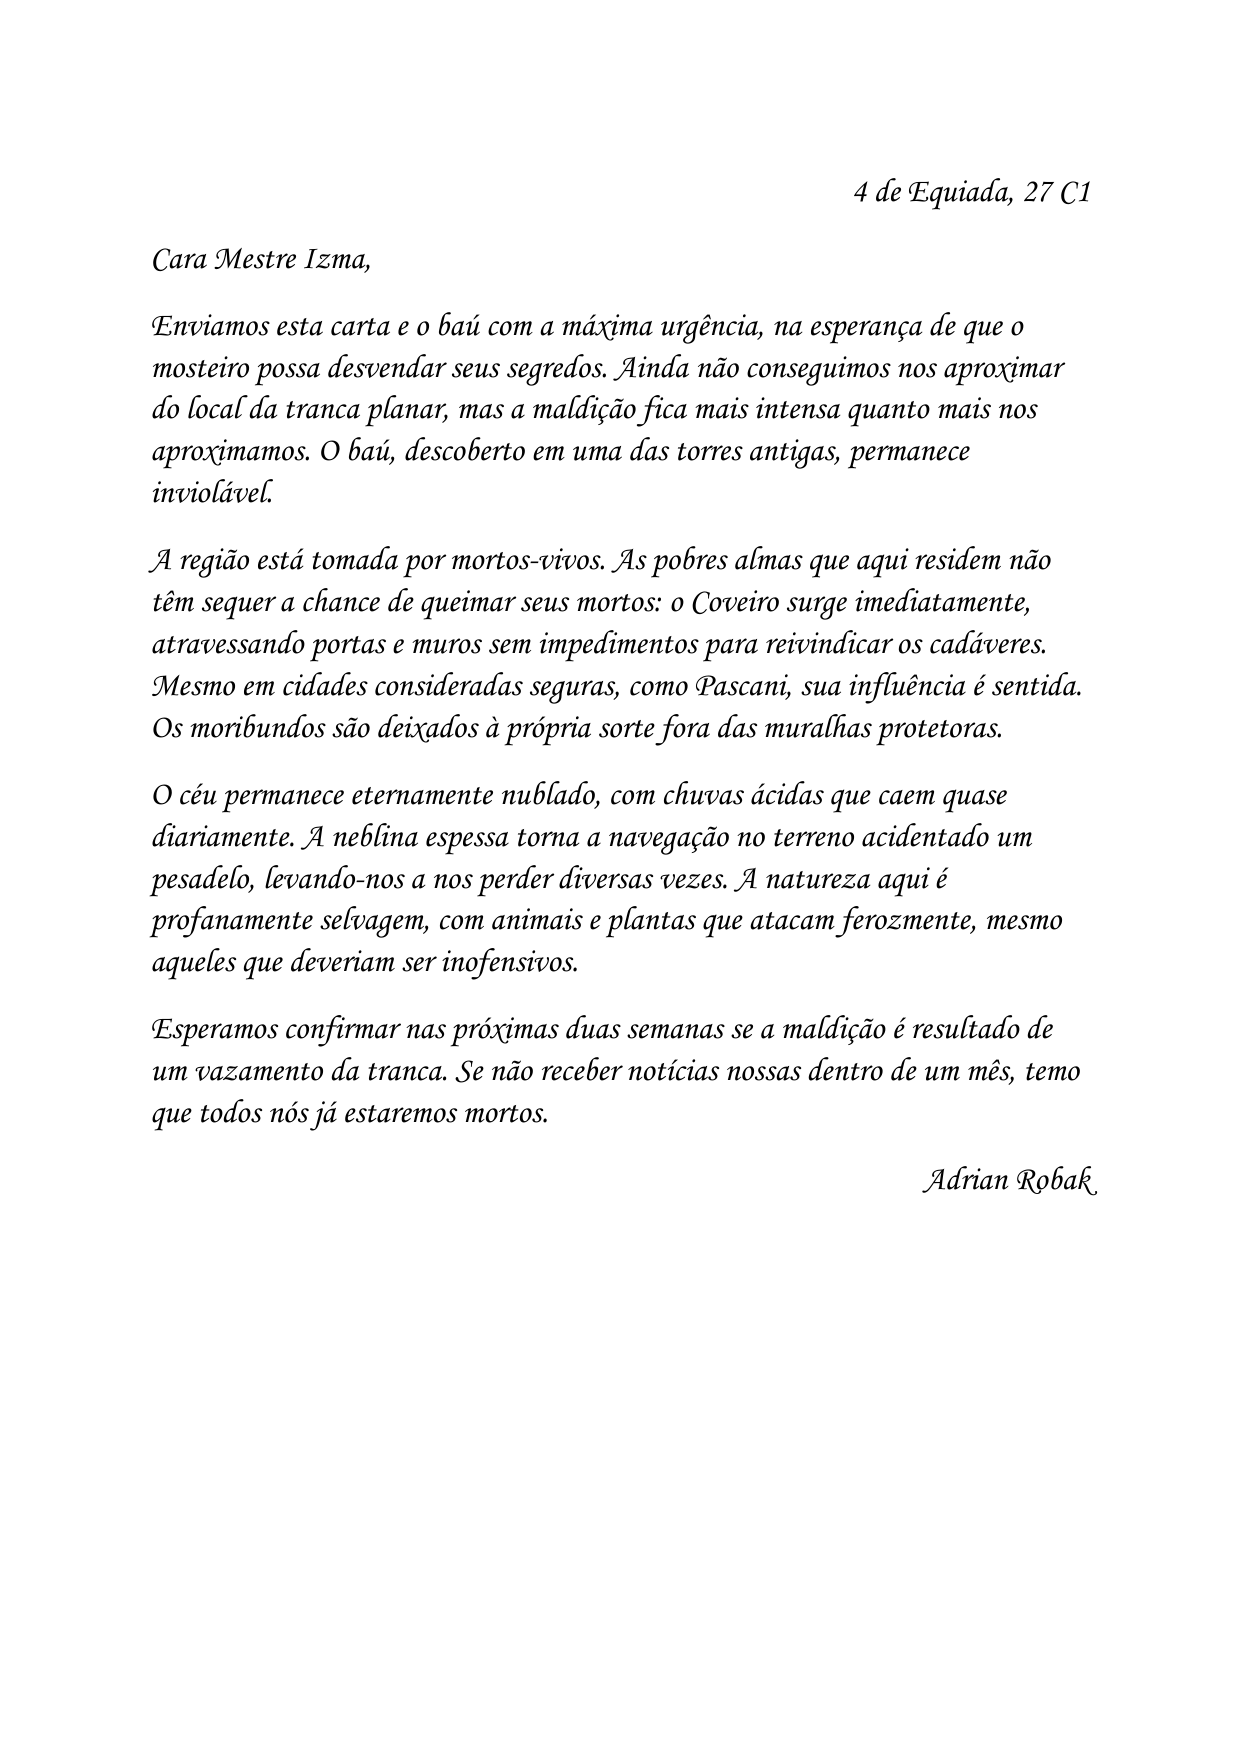 4 de Equiada, 27 C1
Cara Mestre Izma,
Enviamos esta carta e o baú com a máxima urgência, na esperança de que o
mosteiro possa desvendar seus segredos. Ainda não conseguimos nos aproximar
do local da tranca planar, mas a maldição fica mais intensa quanto mais nos
aproximamos. O baú, descoberto em uma das torres antigas, permanece
inviolável.
A região está tomada por mortos-vivos. As pobres almas que aqui residem não
têm sequer a chance de queimar seus mortos: o Coveiro surge imediatamente,
atravessando portas e muros sem impedimentos para reivindicar os cadáveres.
Mesmo em cidades consideradas seguras, como Pascani, sua influência é sentida.
Os moribundos são deixados à própria sorte fora das muralhas protetoras.
O céu permanece eternamente nublado, com chuvas ácidas que caem quase
diariamente. A neblina espessa torna a navegação no terreno acidentado um
pesadelo, levando-nos a nos perder diversas vezes. A natureza aqui é
profanamente selvagem, com animais e plantas que atacam ferozmente, mesmo
aqueles que deveriam ser inofensivos.
Esperamos confirmar nas próximas duas semanas se a maldição é resultado de
um vazamento da tranca. Se não receber notícias nossas dentro de um mês, temo
que todos nós já estaremos mortos.
Adrian Robak